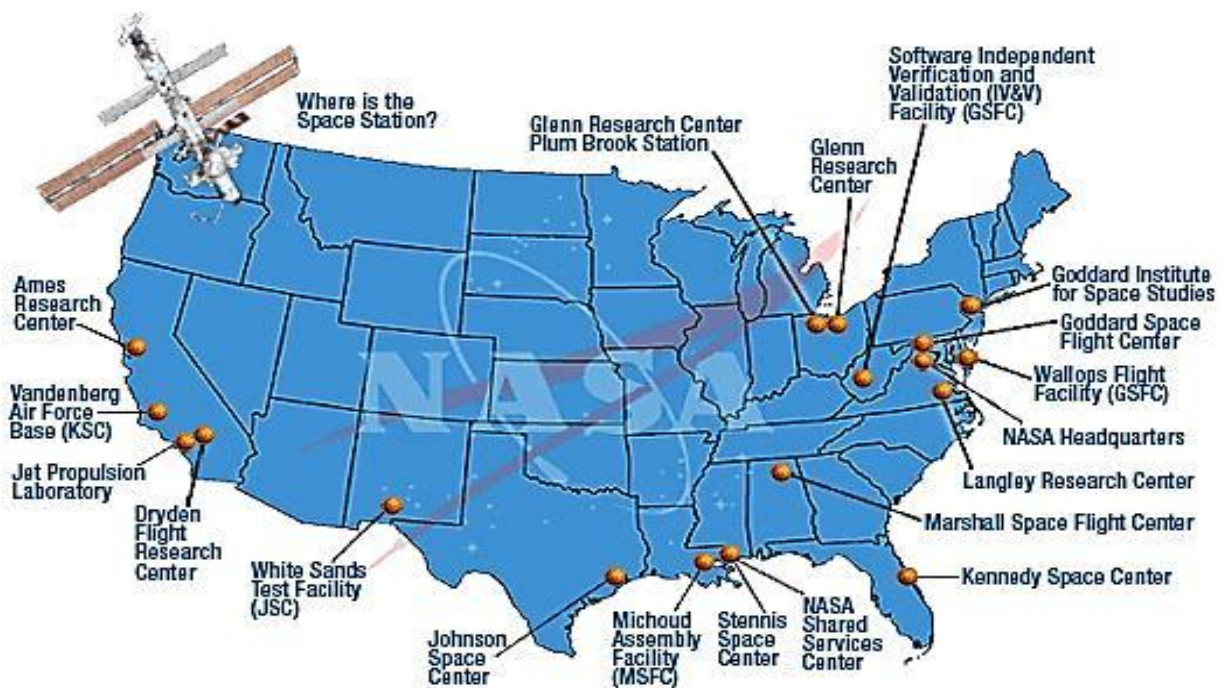 Where is the
Space Station?
Software Independent
Verification and
Validation (IV&V)
Facility (GSFC)
Glenn Research Center
Plum Brook Station
Glenn
Research
Center
Ames
Research
Center
Goddard Institute
for Space Studies
Goddard Space
Flight Center
Wallops Flight
Facility (GSFC)
NASA
Vandenberg
Air Force
Base (KSC)
NASA Headquarters
Jet Propulsion
Laboratory
Langley Research Center
Dryden
Flight
Research
Center
Marshall Space Flight Center
White Sands
Test Facility
(JSC)
Kennedy Space Center
Johnson
Space
Center
Michoud
Assembly
Facility
(MSFC)
Stennis
Space
Center
NASA
Shared
Services
Center